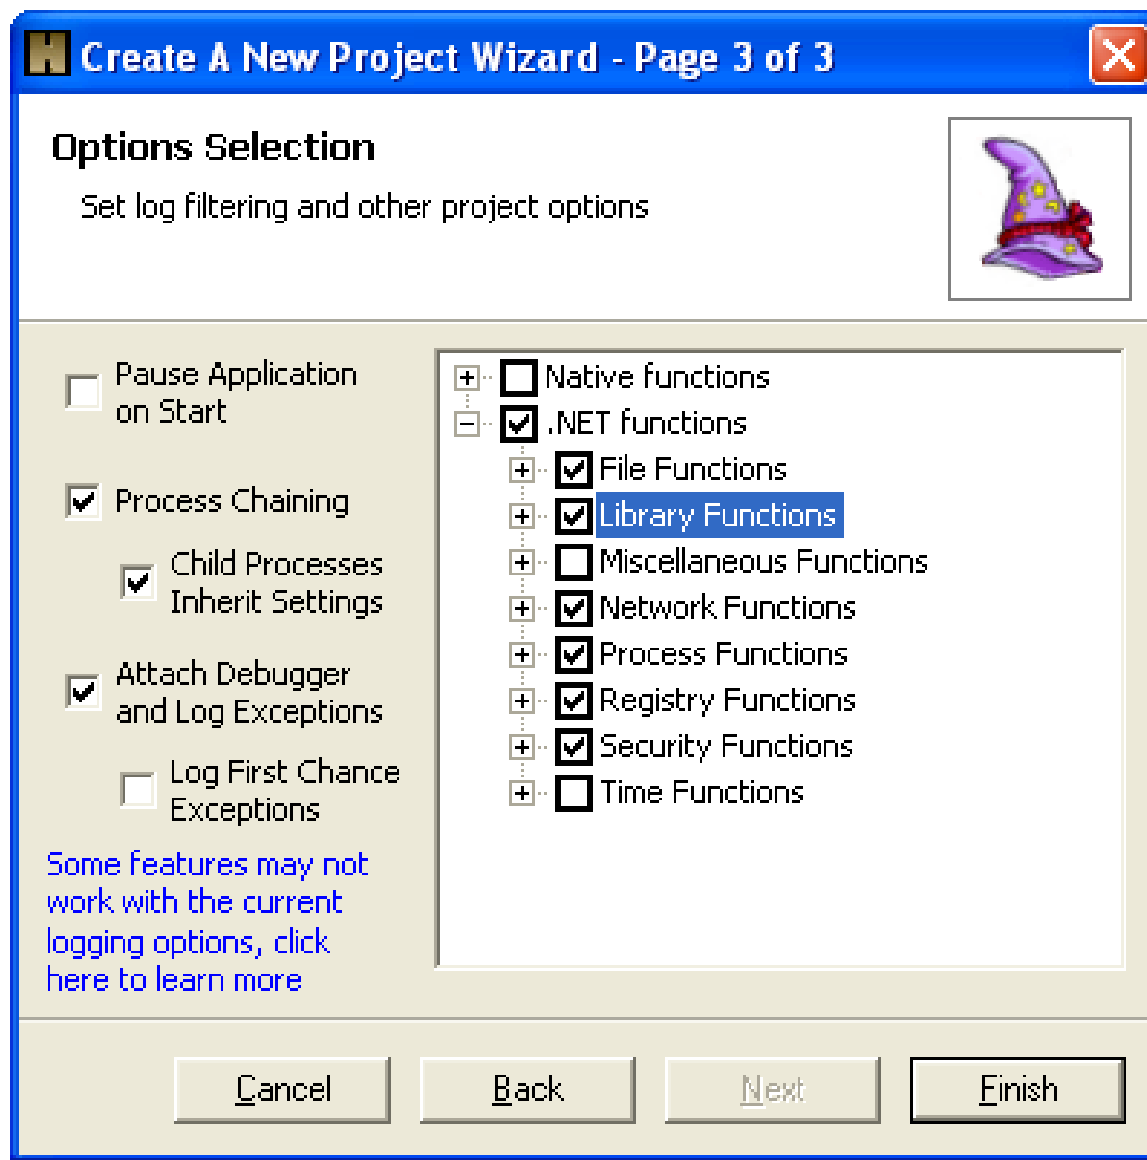 Create A New Project Wizard - Page 3 of 3
Options Selection
Set log filtering and other project options
Pause Application
on Start
Process Chaining
Child Processes
Inherit Settings
Attach Debugger
and Log Exceptions
Log First Chance
Exceptions
Some features may not
work with the current
logging options, click
here to learn more
Native functions
.NET functions
File Functions
Library Functions
Miscellaneous Functions
Network Functions
Process Functions
Registry Functions
Security Functions
Time Functions
Cancel
Back
Next
Finish